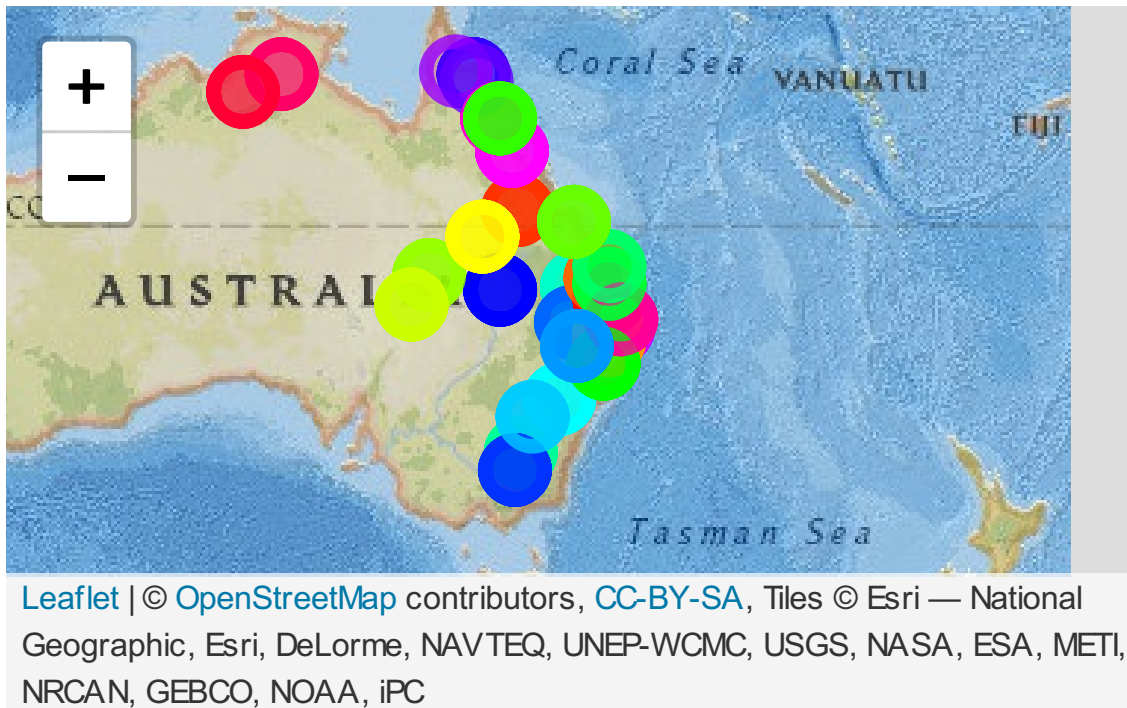 +
Coral Sea
VANUATU
FIJI
−
AUSTRAL
Tasman Sea
Leaflet | © OpenStreetMap contributors, CC-BY-SA, Tiles © Esri — National
Geographic, Esri, DeLorme, NAVTEQ, UNEP-WCMC, USGS, NASA, ESA, METI,
NRCAN, GEBCO, NOAA, iPC